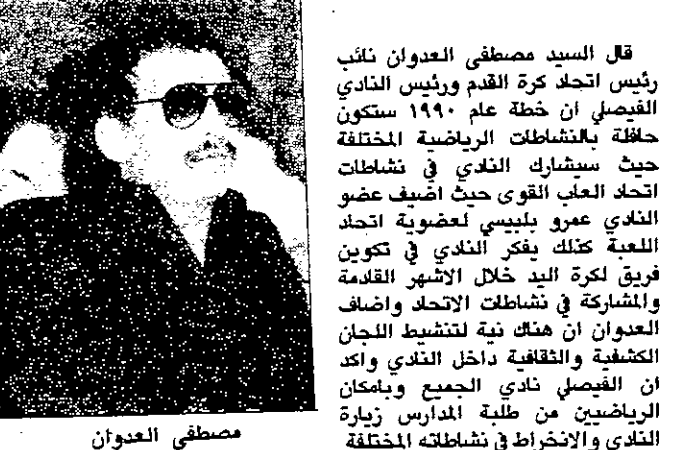 قال السيد مصطفى العدوان نائب
رئيس اتحاد كرة القدم ورئيس النادي
الفيصلي ان خطة عام ١٩٩٠ ستكون
حافلة بالنشاطات الرياضية المختلفة
حيث سيشارك النادي في نشاطات
اتحاد العاب القوى حيث اضيف عضو
النادي عمرو بلبيسي لعضوية اتحاد
اللعبة كذلك يفكر النادي في تكوين
فريق لكرة اليد خلال الاشهر القادمة
والمشاركة في نشاطات الاتحاد واضاف
العدوان ان هناك نية لتنشيط اللجان
الكشفية والثقافية داخل النادي واكد
ان الفيصلي نادي الجميع وبامكان
الرياضيين من طلبة المدارس زيارة
النادي والانخراط في نشاطاته المختلفة
مصطفى العدوان